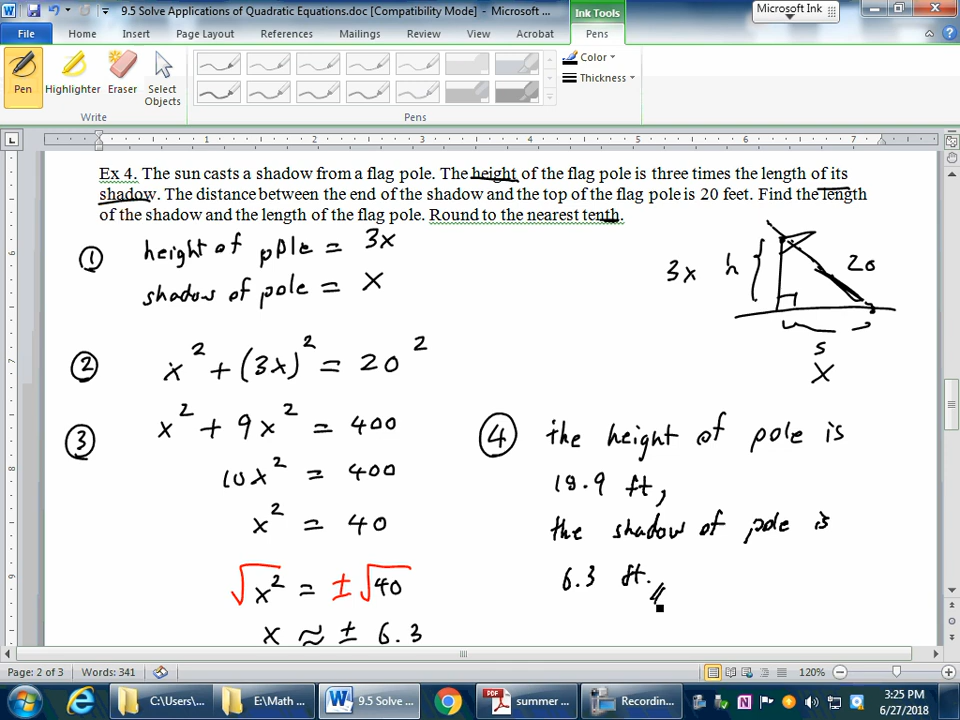 9.5 Solve Applications of Quadratic Equations.doc [Compatibility Mode] - Microsoft Word...
Ink Tools
Microsoft Ink
File Home Insert Page Layout References Mailings Review View Acrobat Pens
Pen Highlighter Eraser Select Objects
Color
Thickness
Write
Pens
1 2 3 4 5 6 7
Ex 4. The sun casts a shadow from a flag pole. The height of the flag pole is three times the length of its
shadow. The distance between the end of the shadow and the top of the flag pole is 20 feet. Find the length
of the shadow and the length of the flag pole. Round to the nearest tenth.
① height of pole = 3x
shadow of pole = x
3x h 20
s
x
② x² + (3x)² = 20²
③ x² + 9x² = 400
10x² = 400
x² = 40
√x² = ±√40
x ≈ ± 6.3
④ the height of pole is
18.9 ft,
the shadow of pole is
6.3 ft.
Page: 2 of 3 Words: 341 120%
C:\Users\... E:\Math ... 9.5 Solve ... summer ... Recordin...
3:25 PM
6/27/2018